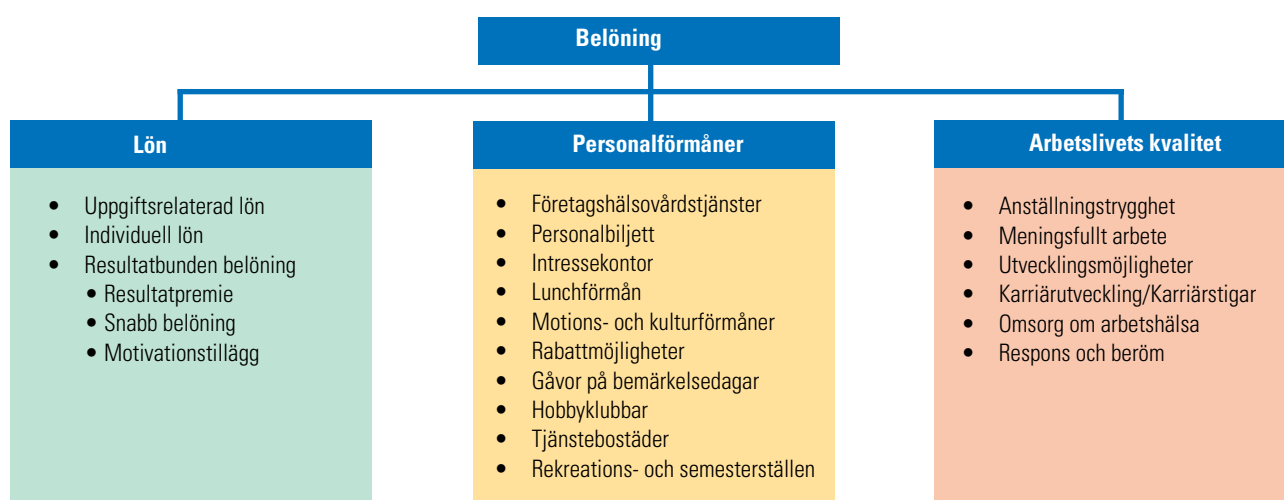 Belöning
Lön
• Uppgiftsrelaterad lön
• Individuell lön
• Resultatbunden belöning
• Resultatpremie
• Snabb belöning
• Motivationstillägg
Personalförmåner
• Företagshälsovårdstjänster
• Personalbiljett
• Intressekontor
• Lunchförmån
• Motions- och kulturförmåner
• Rabattmöjligheter
• Gåvor på bemärkelsedagar
• Hobbyklubbar
• Tjänstebostäder
• Rekreations- och semesterställen
Arbetslivets kvalitet
• Anställningstrygghet
• Meningsfullt arbete
• Utvecklingsmöjligheter
• Karriärutveckling/Karriärstigar
• Omsorg om arbetshälsa
• Respons och beröm